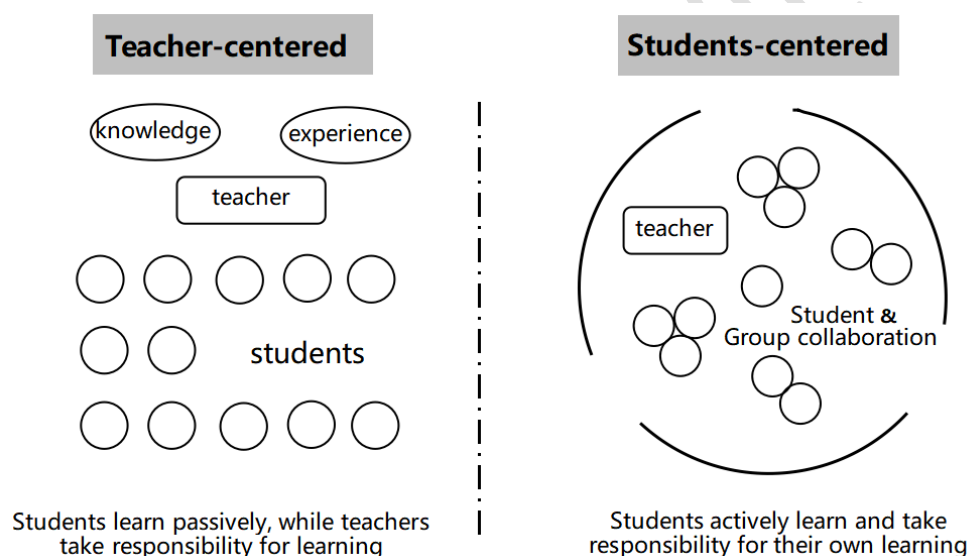 Teacher-centered
knowledge
experience
teacher
students
Students learn passively, while teachers
take responsibility for learning
Students-centered
teacher
Student &
Group collaboration
Students actively learn and take
responsibility for their own learning